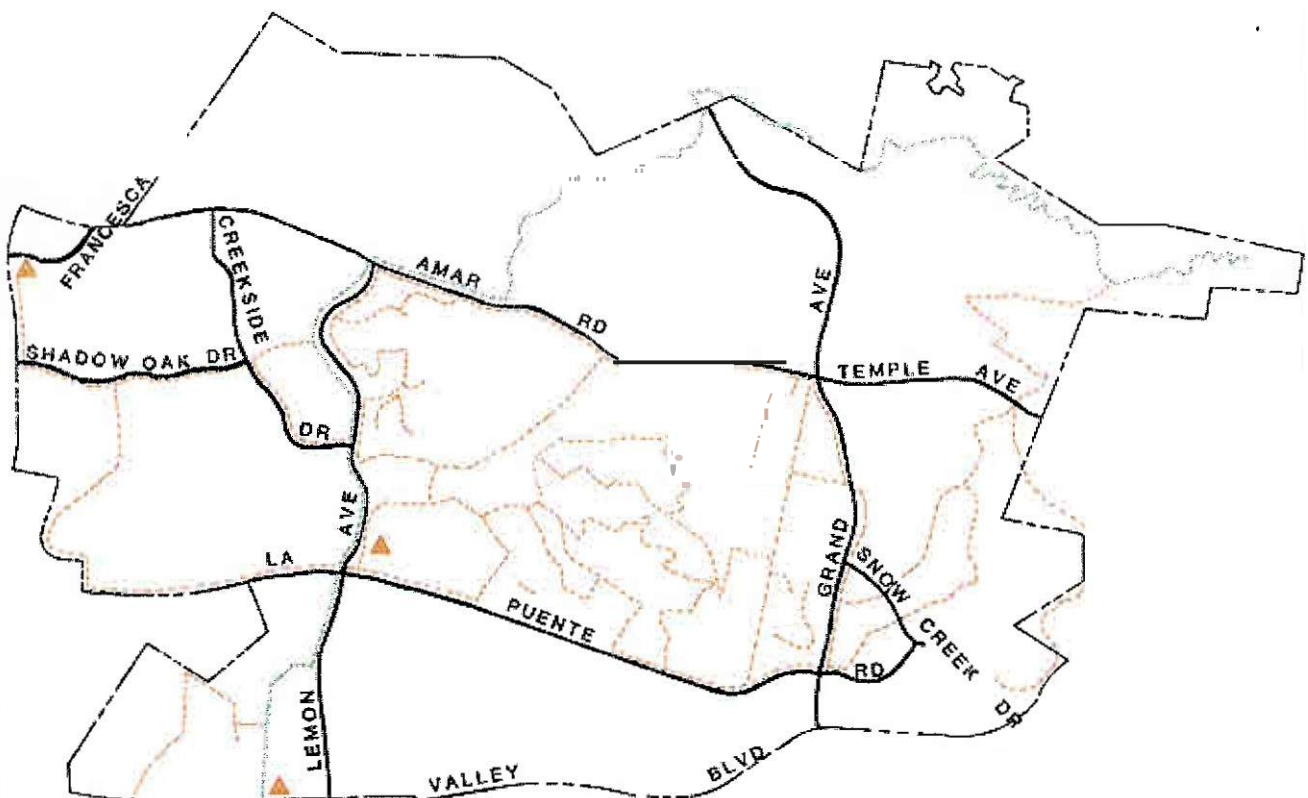 FRANCESCA
CREEKSIDE
DR
SHADOW OAK DR
AMAR
RD
AVE
TEMPLE AVE
LEMON
AVE
LA
PUENTE
RD
GRAND
SNOW
CREEK
DR
VALLEY
BLVD